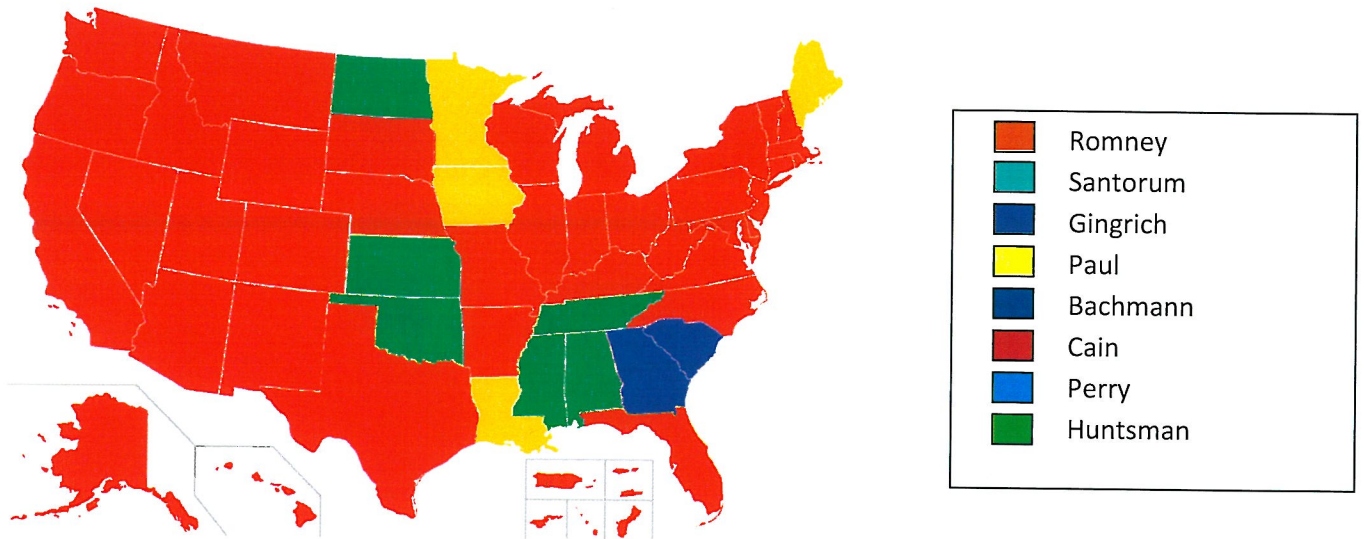 Romney
Santorum
Gingrich
Paul
Bachmann
Cain
Perry
Huntsman